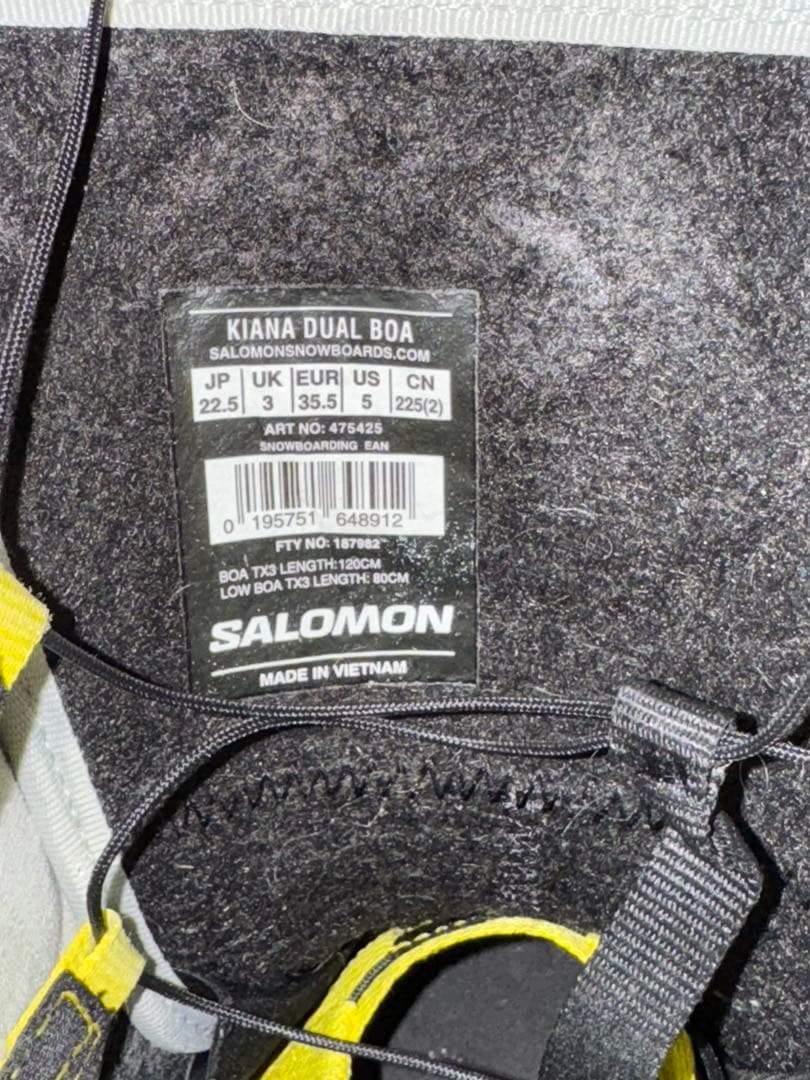 KIANA DUAL BOA
SALOMONSNOWBOARDS.COM
JP UK EUR US CN
22.5 3 35.5 5 225(2)
ART NO: 475425
SNOWBOARDING EAN
0 195751 648912
FTY NO: 187982
BOA TX3 LENGTH:120CM
LOW BOA TX3 LENGTH: 80CM
SALOMON
MADE IN VIETNAM